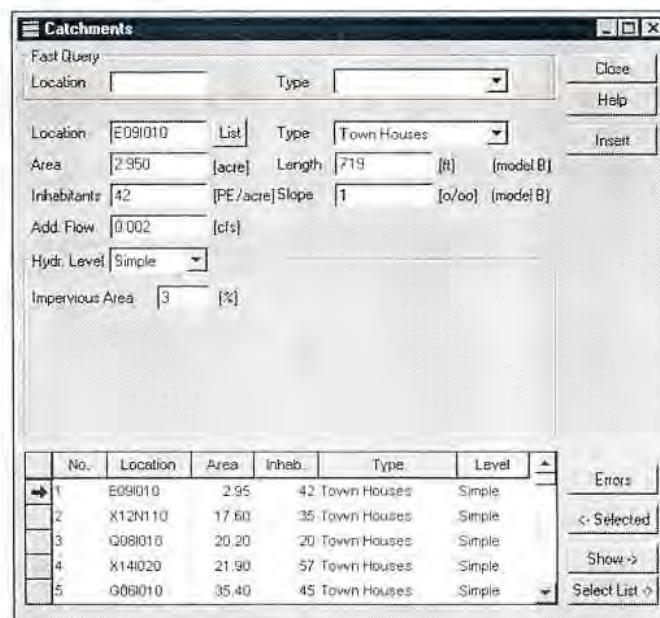 Catchments
Fast Query
Location Type
Close
Help
Location E09I010 List Type Town Houses
Insert
Area 2.950 [acre] Length 719 [ft] (model B)
Inhabitants 42 [PE/acre] Slope 1 [o/oo] (model B)
Add. Flow 0.002 [cfs]
Hydr. Level Simple
Impervious Area 3 [%]
No. Location Area Inhab. Type Level
1 E09I010 2.95 42 Town Houses Simple
2 X12N110 17.60 35 Town Houses Simple
3 Q08I010 20.20 20 Town Houses Simple
4 X14I020 21.90 57 Town Houses Simple
5 G06I010 35.40 45 Town Houses Simple
Errors
<- Selected
Show ->
Select List ->